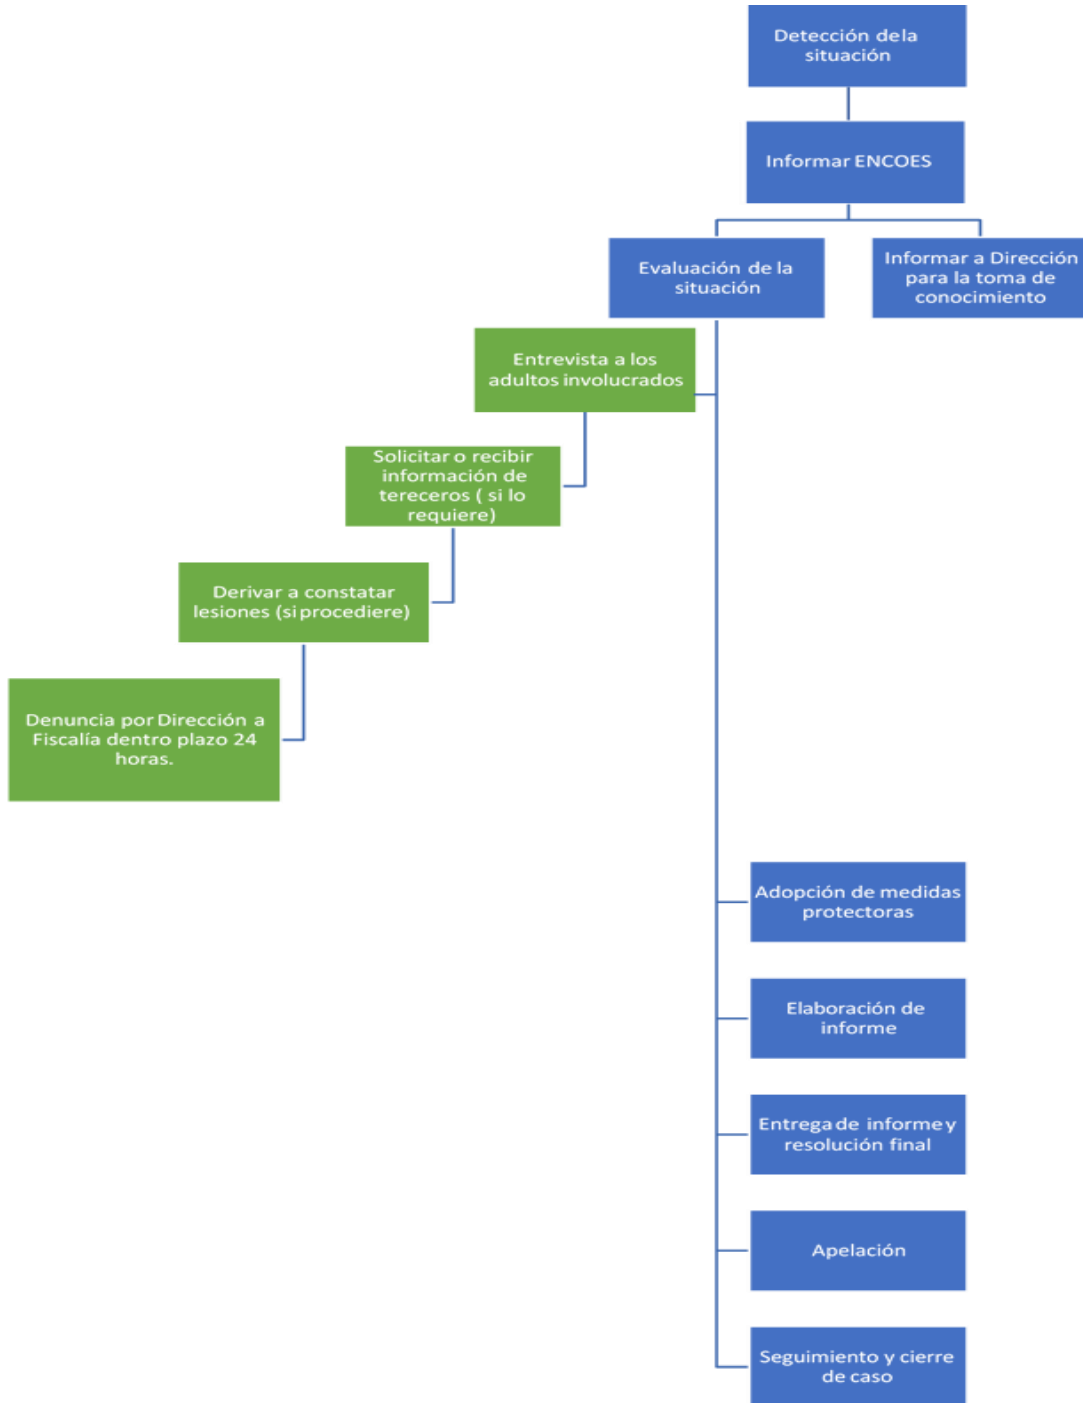 Detección dela
situación
Informar ENCOES
Evaluación de la
situación
Informar a Dirección
para la toma de
conocimiento
Entrevista a los
adultos involucrados
Solicitar o recibir
información de
tereceros ( si lo
requiere)
Derivar a constatar
lesiones (si procediere)
Denuncia por Dirección a
Fiscalía dentro plazo 24
horas.
Adopción de medidas
protectoras
Elaboración de
informe
Entrega de informe y
resolución final
Apelación
Seguimiento y cierre
de caso